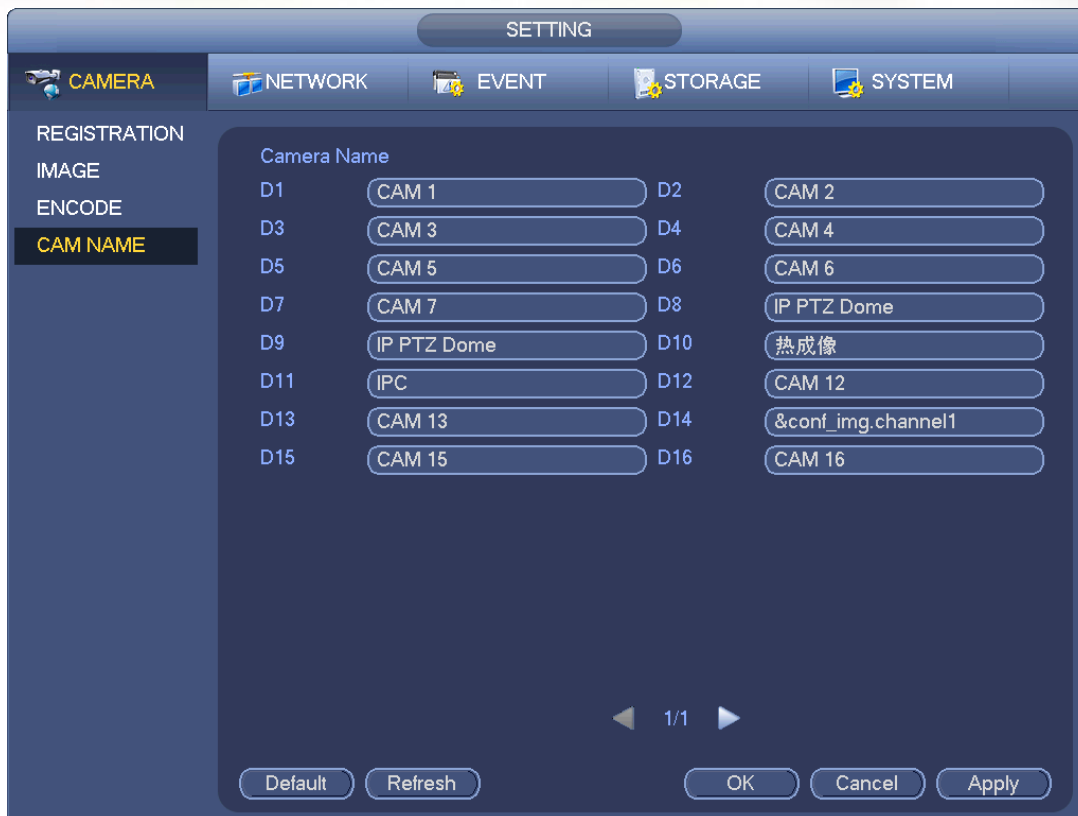 SETTING
CAMERA NETWORK EVENT STORAGE SYSTEM
REGISTRATION
IMAGE
ENCODE
CAM NAME
Camera Name
D1 CAM 1 D2 CAM 2
D3 CAM 3 D4 CAM 4
D5 CAM 5 D6 CAM 6
D7 CAM 7 D8 IP PTZ Dome
D9 IP PTZ Dome D10 热成像
D11 IPC D12 CAM 12
D13 CAM 13 D14 &conf_img.channel1
D15 CAM 15 D16 CAM 16
1/1
Default Refresh OK Cancel Apply